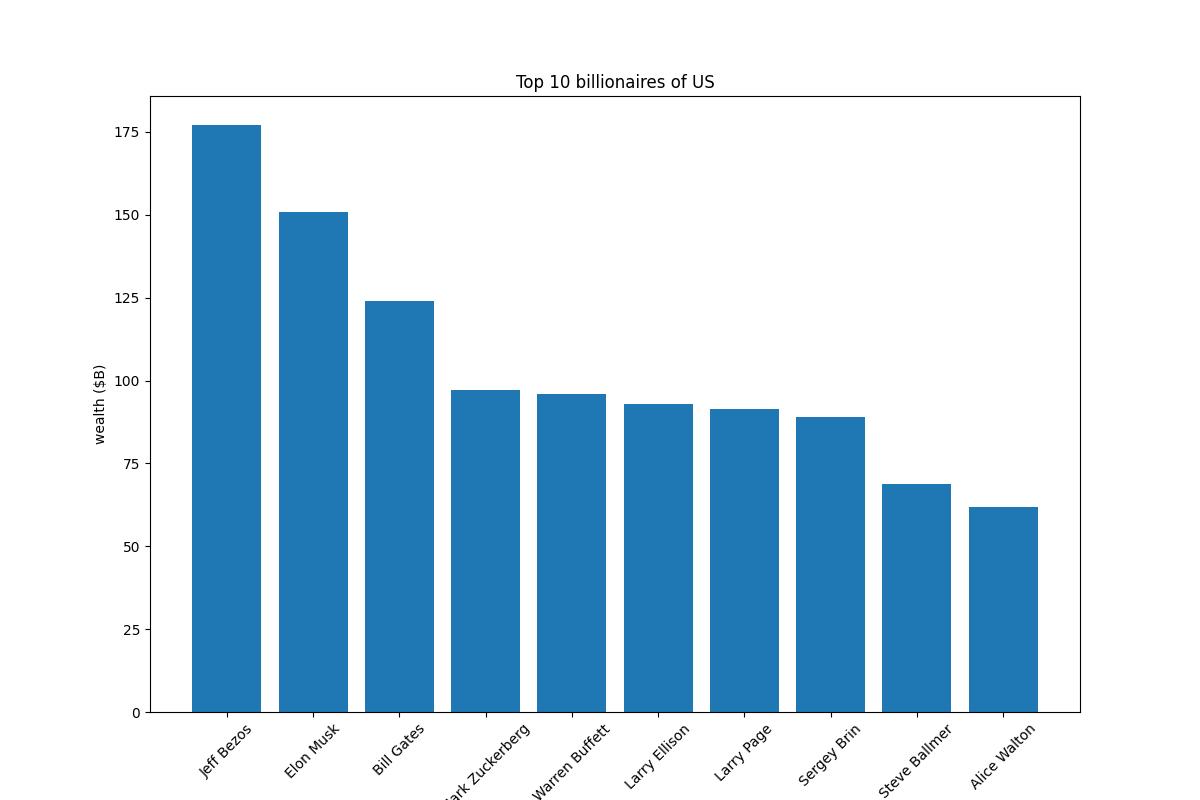 Top 10 billionaires of US
wealth ($B)
175
150
125
100
75
50
25
0
Jeff Bezos
Elon Musk
Bill Gates
ark Zuckerberg
Warren Buffett
Larry Ellison
Larry Page
Sergey Brin
Steve Ballmer
Alice Walton